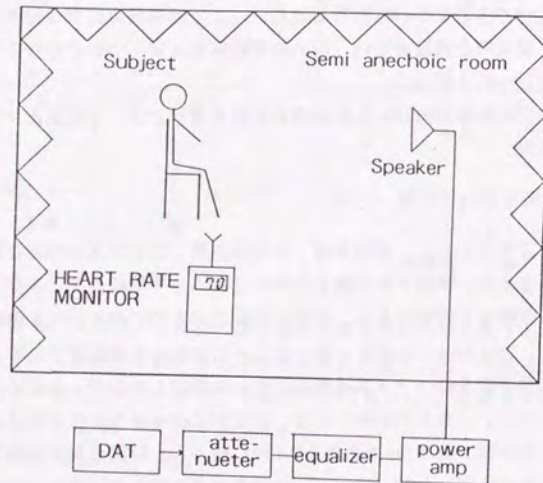 Subject
Semi anechoic room
Speaker
HEART RATE
MONITOR
70
DAT
atte-
nueter
equalizer
power
amp